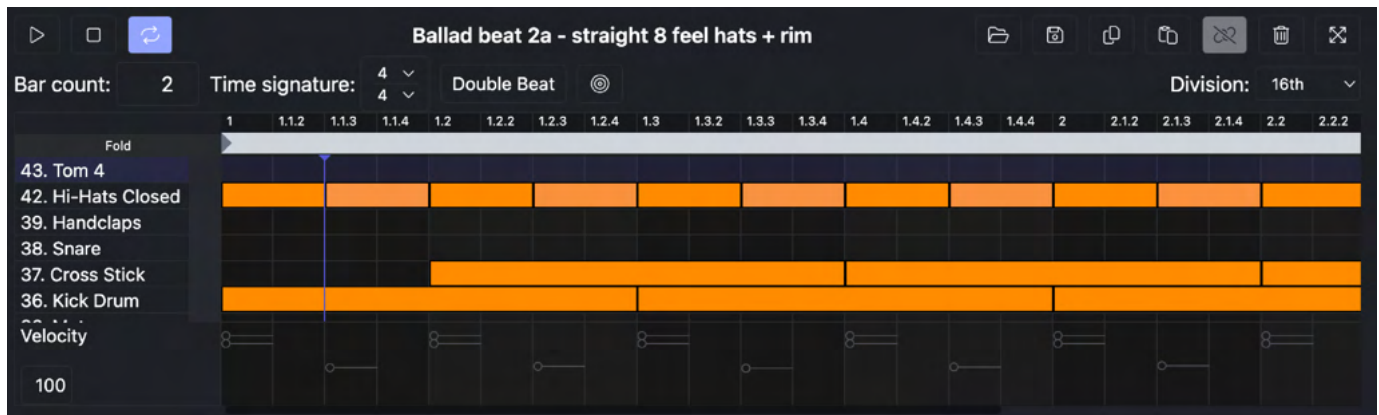 Ballad beat 2a - straight 8 feel hats + rim
Bar count: 2 Time signature: 4 4 Double Beat Division: 16th
1 1.1.2 1.1.3 1.1.4 1.2 1.2.2 1.2.3 1.2.4 1.3 1.3.2 1.3.3 1.3.4 1.4 1.4.2 1.4.3 1.4.4 2 2.1.2 2.1.3 2.1.4 2.2 2.2.2
Fold
43. Tom 4
42. Hi-Hats Closed
39. Handclaps
38. Snare
37. Cross Stick
36. Kick Drum
Velocity
100